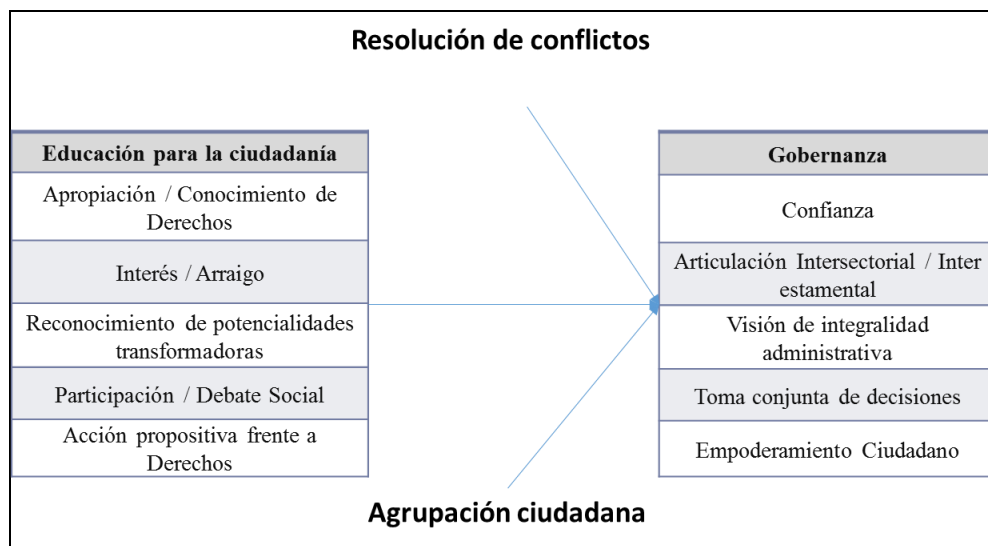 Resolución de conflictos
Educación para la ciudadanía
Apropiación / Conocimiento de
Derechos
Interés / Arraigo
Reconocimiento de potencialidades
transformadoras
Participación / Debate Social
Acción propositiva frente a
Derechos
Gobernanza
Confianza
Articulación Intersectorial / Inter
estamental
Visión de integralidad
administrativa
Toma conjunta de decisiones
Empoderamiento Ciudadano
Agrupación ciudadana